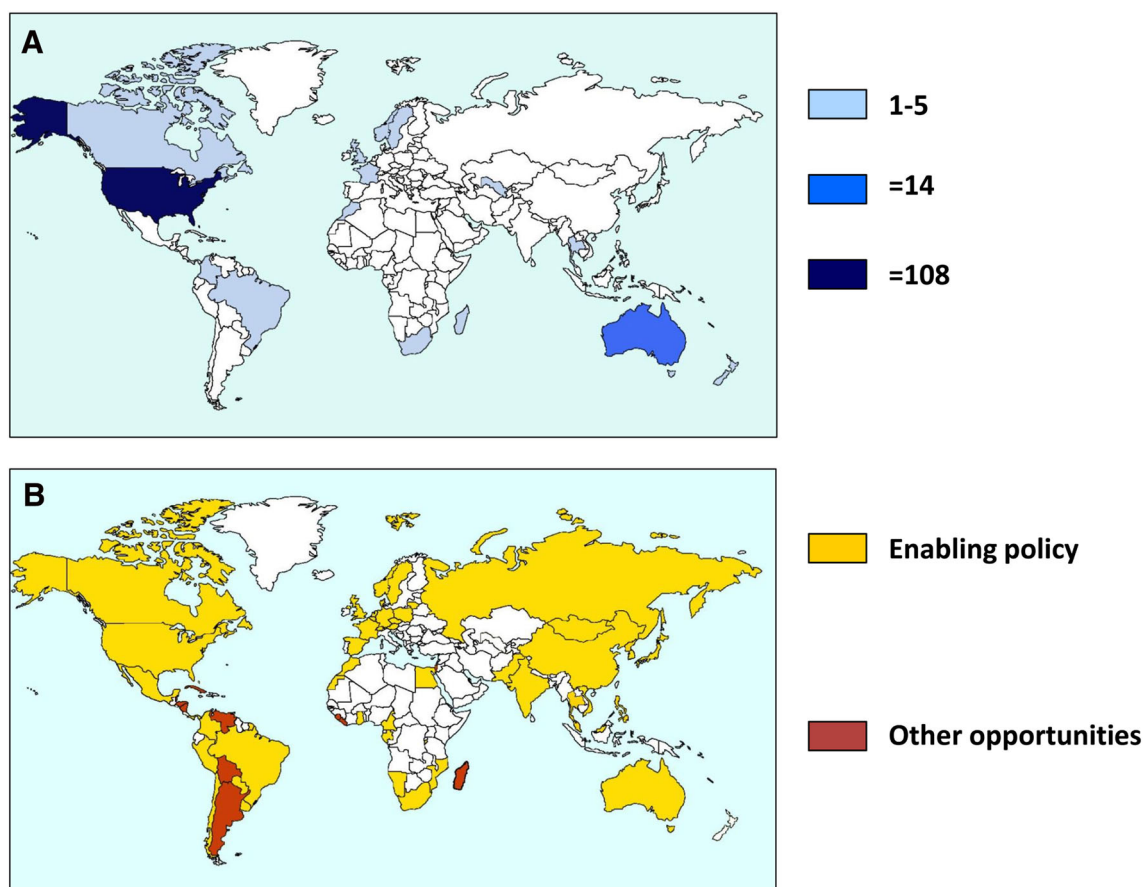 A
1-5
=14
=108
B
Enabling policy
Other opportunities